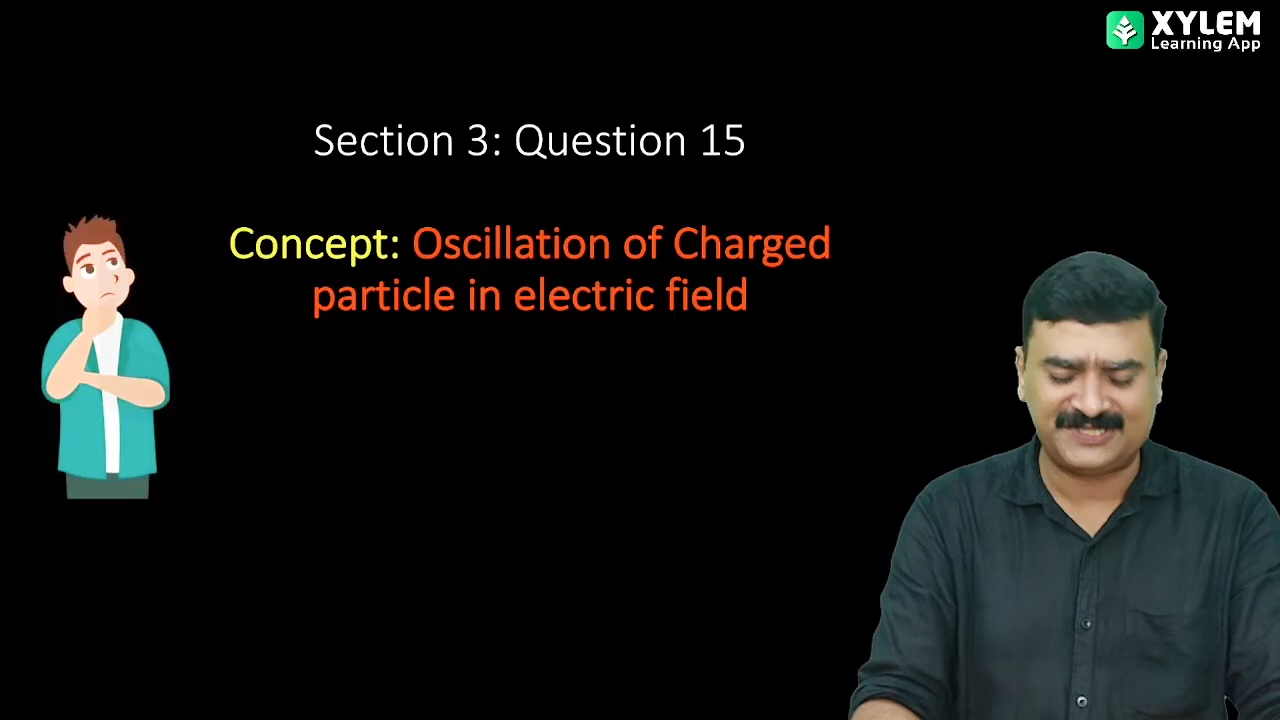 XYLEM
Learning App
Section 3: Question 15
Concept: Oscillation of Charged
particle in electric field